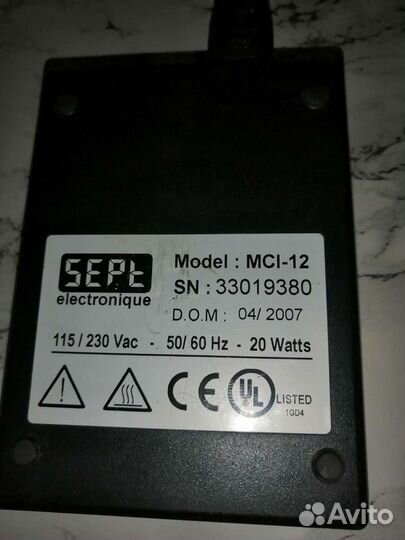 SEPt
electronique
Model : MCI-12
SN : 33019380
D.O.M : 04/ 2007
115 / 230 Vac - 50/ 60 Hz - 20 Watts
CE UL LISTED
1GD4
Avito